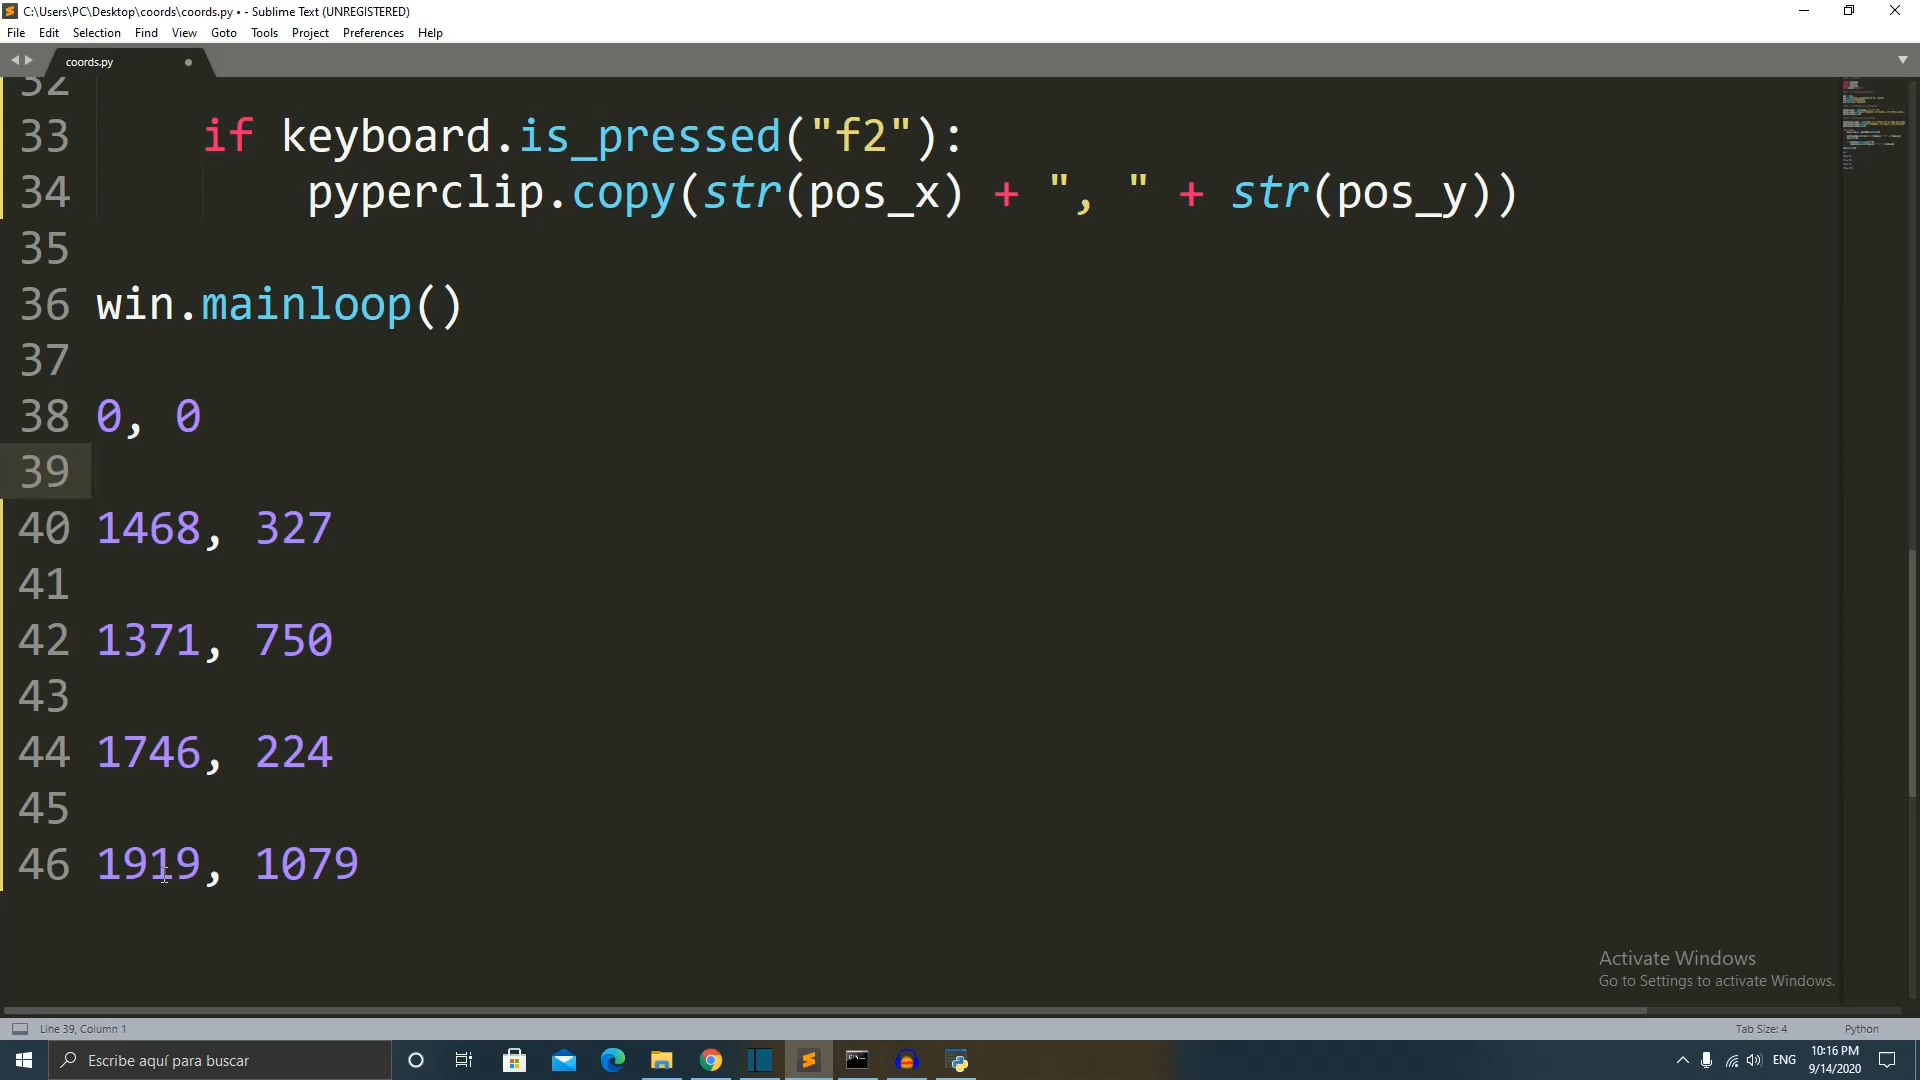 C:\Users\PC\Desktop\coords\coords.py • - Sublime Text (UNREGISTERED)
File Edit Selection Find View Goto Tools Project Preferences Help
coords.py
32
33 if keyboard.is_pressed("f2"):
34 pyperclip.copy(str(pos_x) + ", " + str(pos_y))
35
36 win.mainloop()
37
38 0, 0
39
40 1468, 327
41
42 1371, 750
43
44 1746, 224
45
46 1919, 1079
Activate Windows
Go to Settings to activate Windows.
Line 39, Column 1 Tab Size: 4 Python
Escribe aquí para buscar ENG 10:16 PM
9/14/2020